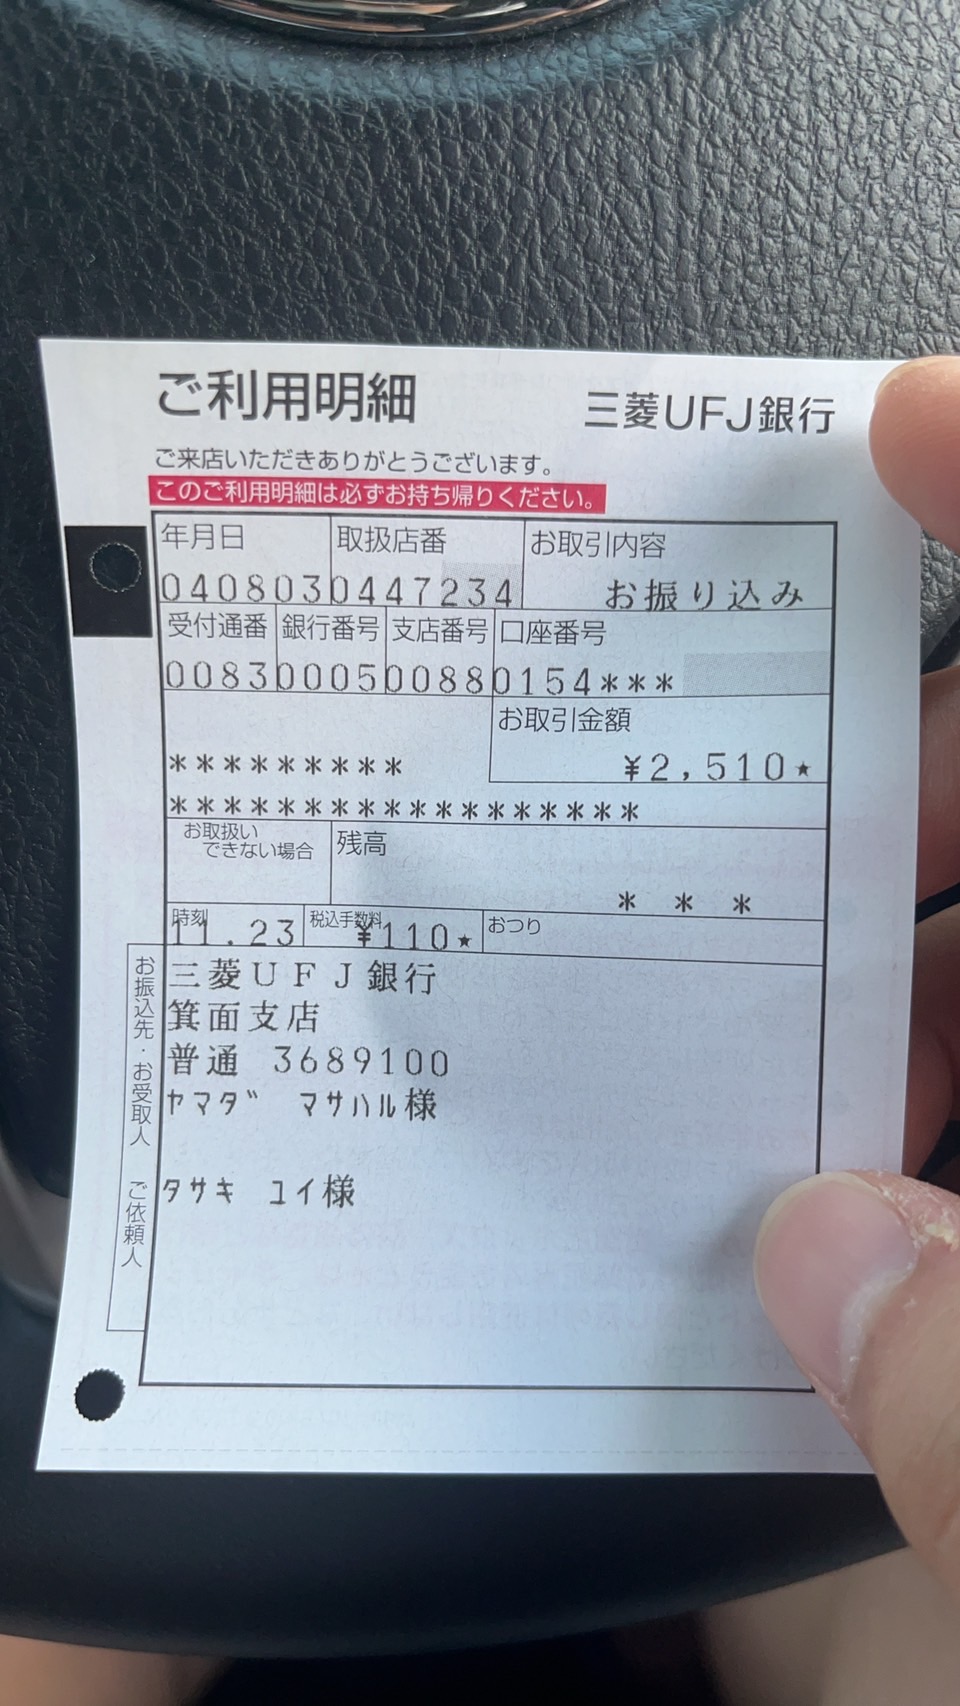 ご利用明細 三菱UFJ銀行
ご来店いただきありがとうございます。
このご利用明細は必ずお持ち帰りください。
年月日 取扱店番 お取引内容
040803 0447234 お振り込み
受付通番 銀行番号 支店番号 口座番号
0083 0005 0088 0154***
お取引金額
********* ¥2,510★
******************
お取扱いできない場合 残高
* * *
時刻 税込手数料 おつり
11.23 ¥110★
お振込先・お受取人
三菱UFJ銀行
箕面支店
普通 3689100
ヤマダ゛ マサハル様
ご依頼人
タサキ ユイ様